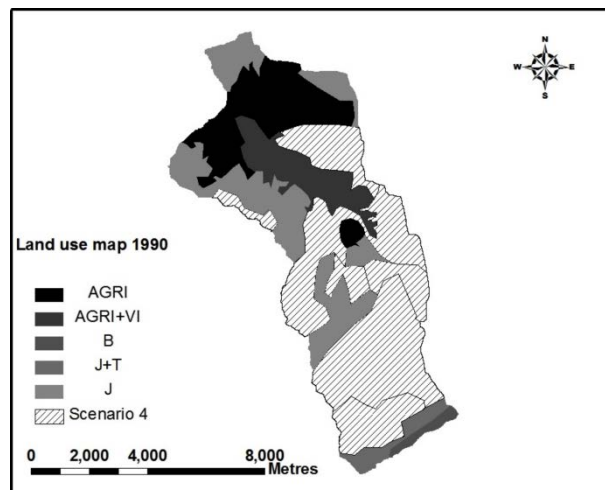 N
W E
S
Land use map 1990
AGRI
AGRI+VI
B
J+T
J
Scenario 4
0 2,000 4,000 8,000
Metres